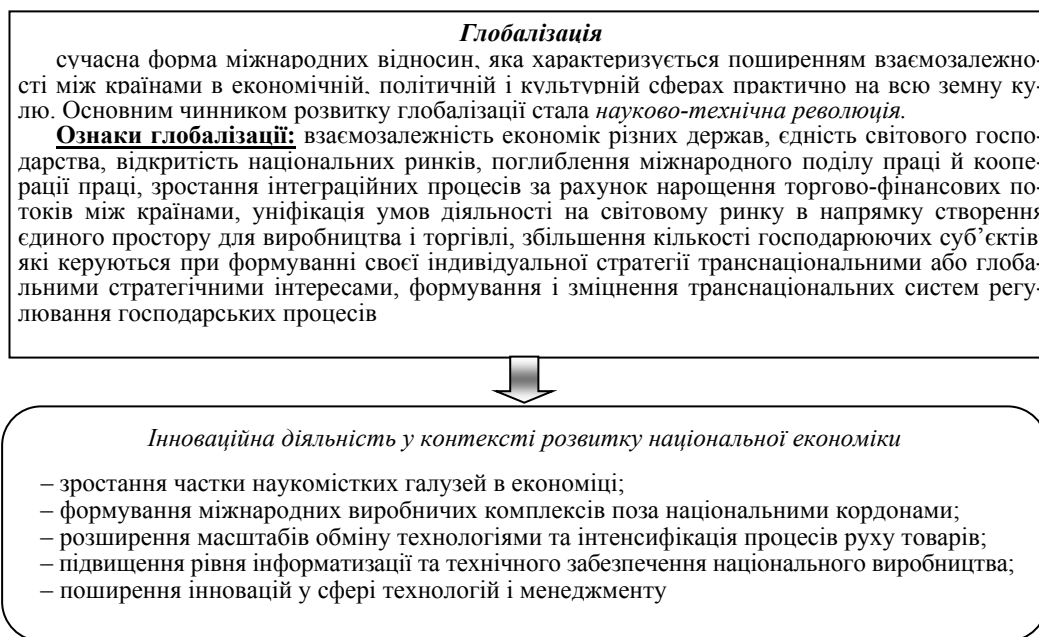 Глобалізація
сучасна форма міжнародних відносин, яка характеризується поширенням взаємозалежно-
сті між країнами в економічній, політичній і культурній сферах практично на всю земну ку-
лю. Основним чинником розвитку глобалізації стала науково-технічна революція.
Ознаки глобалізації: взаємозалежність економік різних держав, єдність світового госпо-
дарства, відкритість національних ринків, поглиблення міжнародного поділу праці й коопе-
рації праці, зростання інтеграційних процесів за рахунок нарощення торгово-фінансових по-
токів між країнами, уніфікація умов діяльності на світовому ринку в напрямку створення
єдиного простору для виробництва і торгівлі, збільшення кількості господарюючих суб’єктів
які керуються при формуванні своєї індивідуальної стратегії транснаціональними або глоба-
льними стратегічними інтересами, формування і зміцнення транснаціональних систем регу-
лювання господарських процесів
Інноваційна діяльність у контексті розвитку національної економіки
– зростання частки наукомістких галузей в економіці;
– формування міжнародних виробничих комплексів поза національними кордонами;
– розширення масштабів обміну технологіями та інтенсифікація процесів руху товарів;
– підвищення рівня інформатизації та технічного забезпечення національного виробництва;
– поширення інновацій у сфері технологій і менеджменту